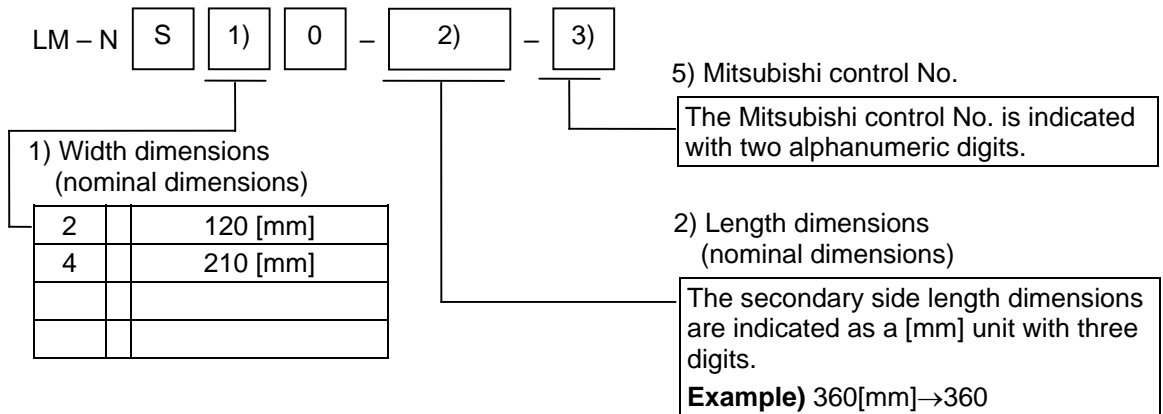 LM – N S 1) 0 – 2) – 3)
5) Mitsubishi control No.
The Mitsubishi control No. is indicated
with two alphanumeric digits.
1) Width dimensions
(nominal dimensions)
2 120 [mm]
4 210 [mm]
2) Length dimensions
(nominal dimensions)
The secondary side length dimensions
are indicated as a [mm] unit with three
digits.
Example) 360[mm]→360